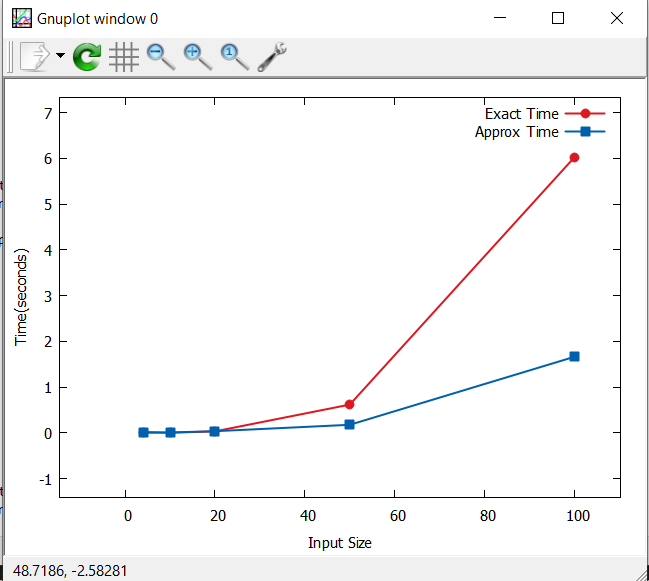 Gnuplot window 0
1
Exact Time
Approx Time
7
6
5
4
3
2
1
0
-1
Time(seconds)
0 20 40 60 80 100
Input Size
48.7186, -2.58281